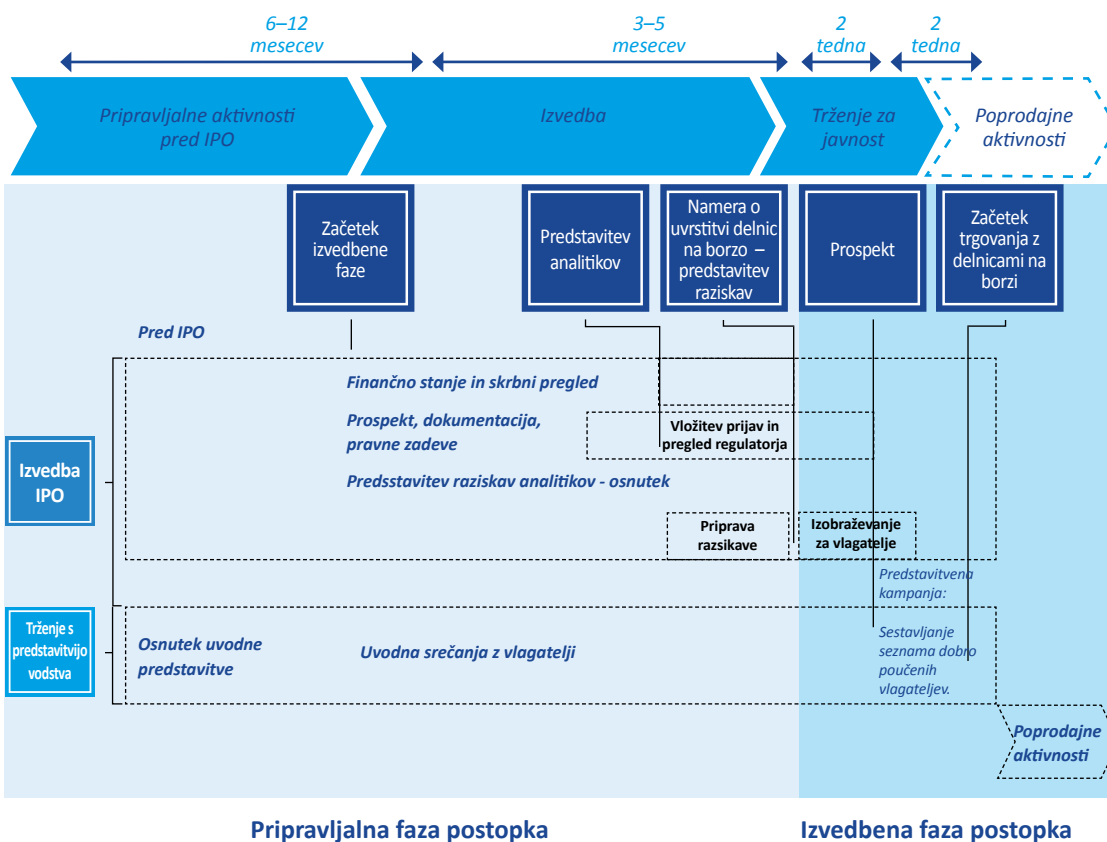 6–12
mesecev
3–5
mesecev
2
tedna
2
tedna
Pripravljalne aktivnosti
pred IPO
Izvedba
Trženje za
javnost
Poprodajne
aktivnosti
Začetek
izvedbene
faze
Predstavitev
analitikov
Namera o
uvrstitvi delnic
na borzo –
predstavitev
raziskav
Prospekt
Začetek
trgovanja z
delnicami na
borzi
Pred IPO
Izvedba
IPO
Finančno stanje in skrbni pregled
Prospekt, dokumentacija,
pravne zadeve
Vložitev prijav in
pregled regulatorja
Predsstavitev raziskav analitikov - osnutek
Priprava
razsikave
Izobraževanje
za vlagatelje
Predstavitvena
kampanja:
Trženje s
predstavitvijo
vodstva
Osnutek uvodne
predstavitve
Uvodna srečanja z vlagatelji
Sestavljanje
seznama dobro
poučenih
vlagateljev.
Poprodajne
aktivnosti
Pripravljalna faza postopka
Izvedbena faza postopka